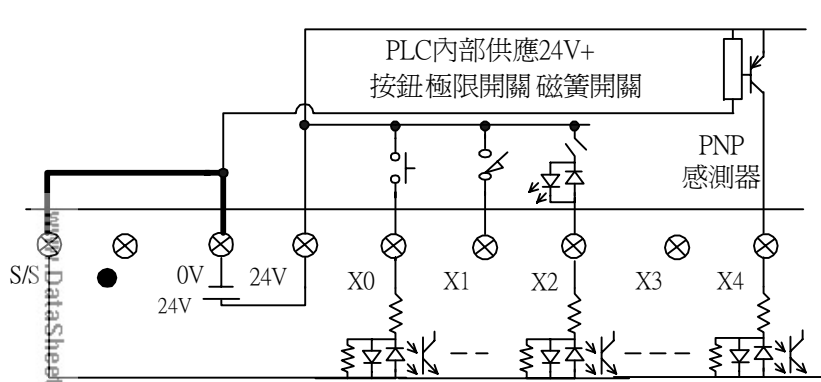 PLC內部供應24V+
按鈕 極限開關 磁簧開關
PNP
感測器
S/S
0V
24V
24V
X0
X1
X2
X3
X4
www.DataSheet